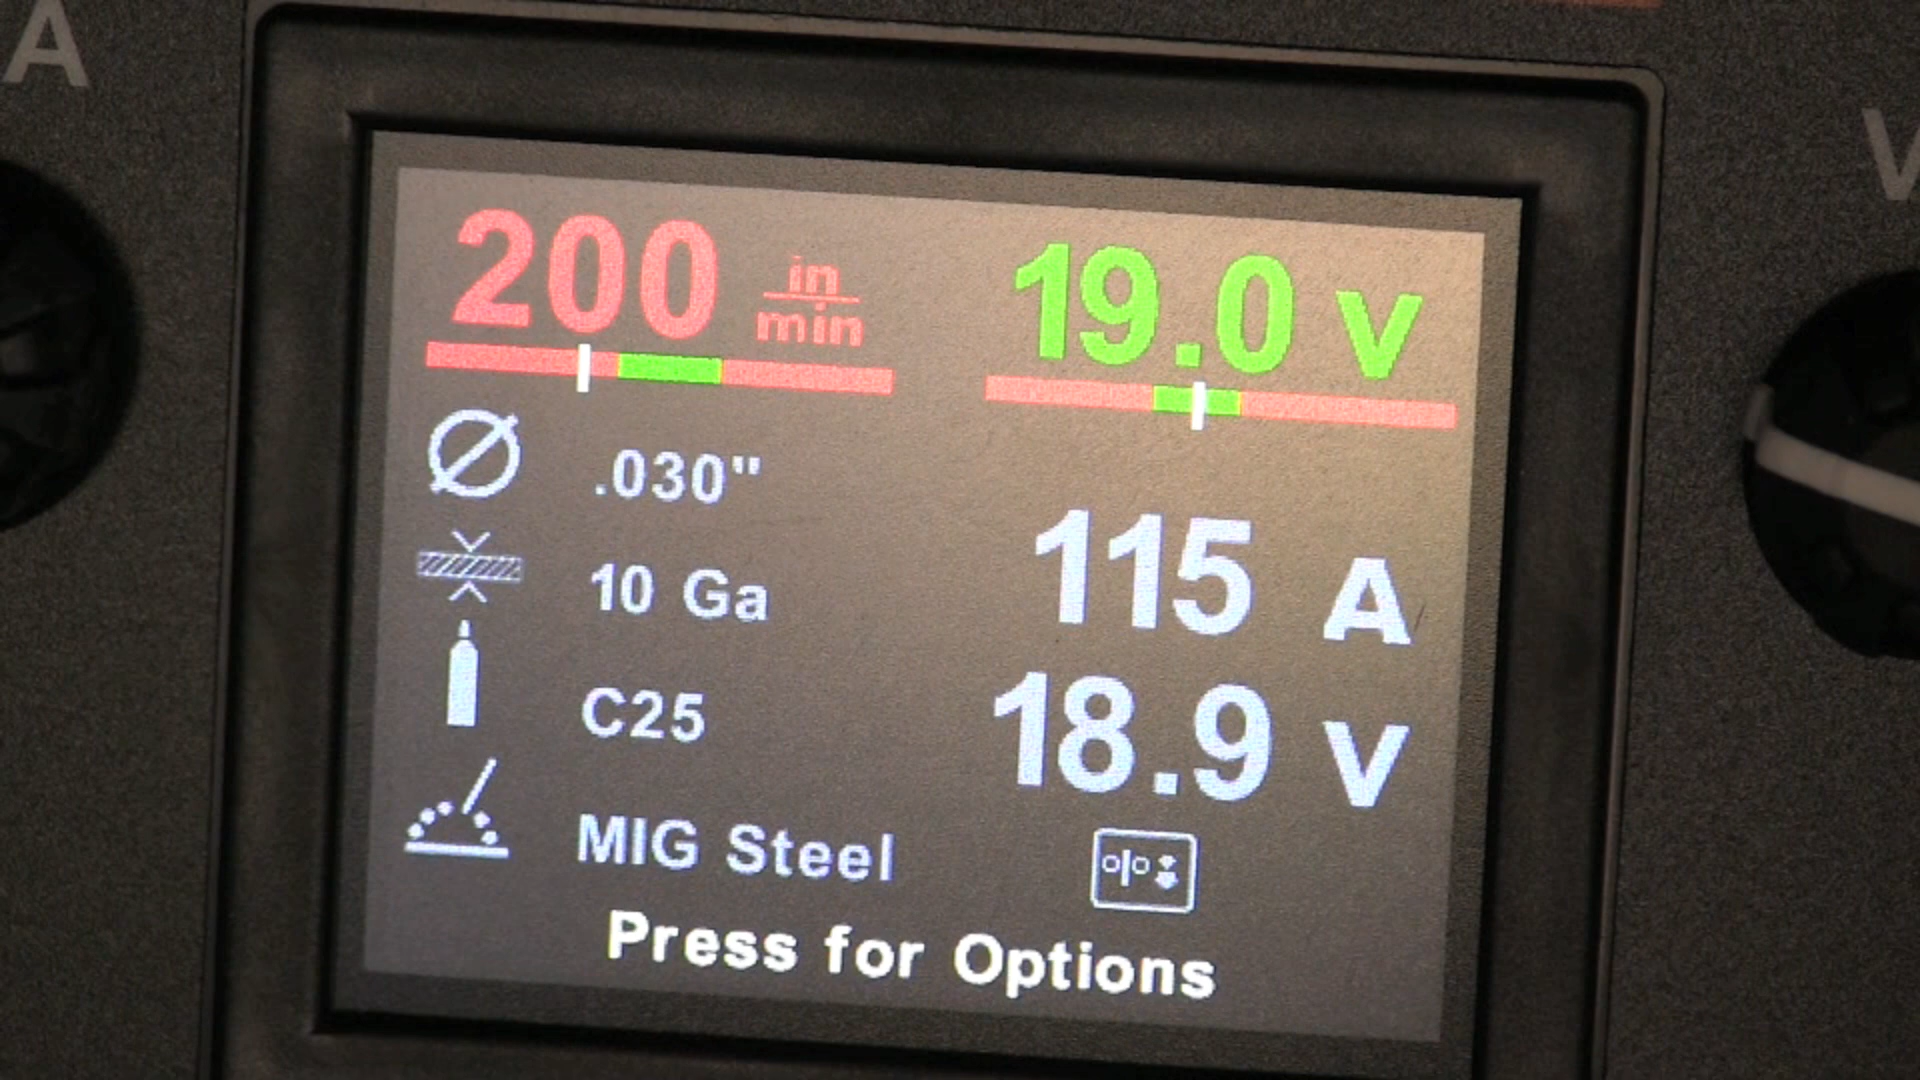 A
V
200 in/min
19.0 V
.030"
10 Ga
115 A
C25
18.9 V
MIG Steel
Press for Options